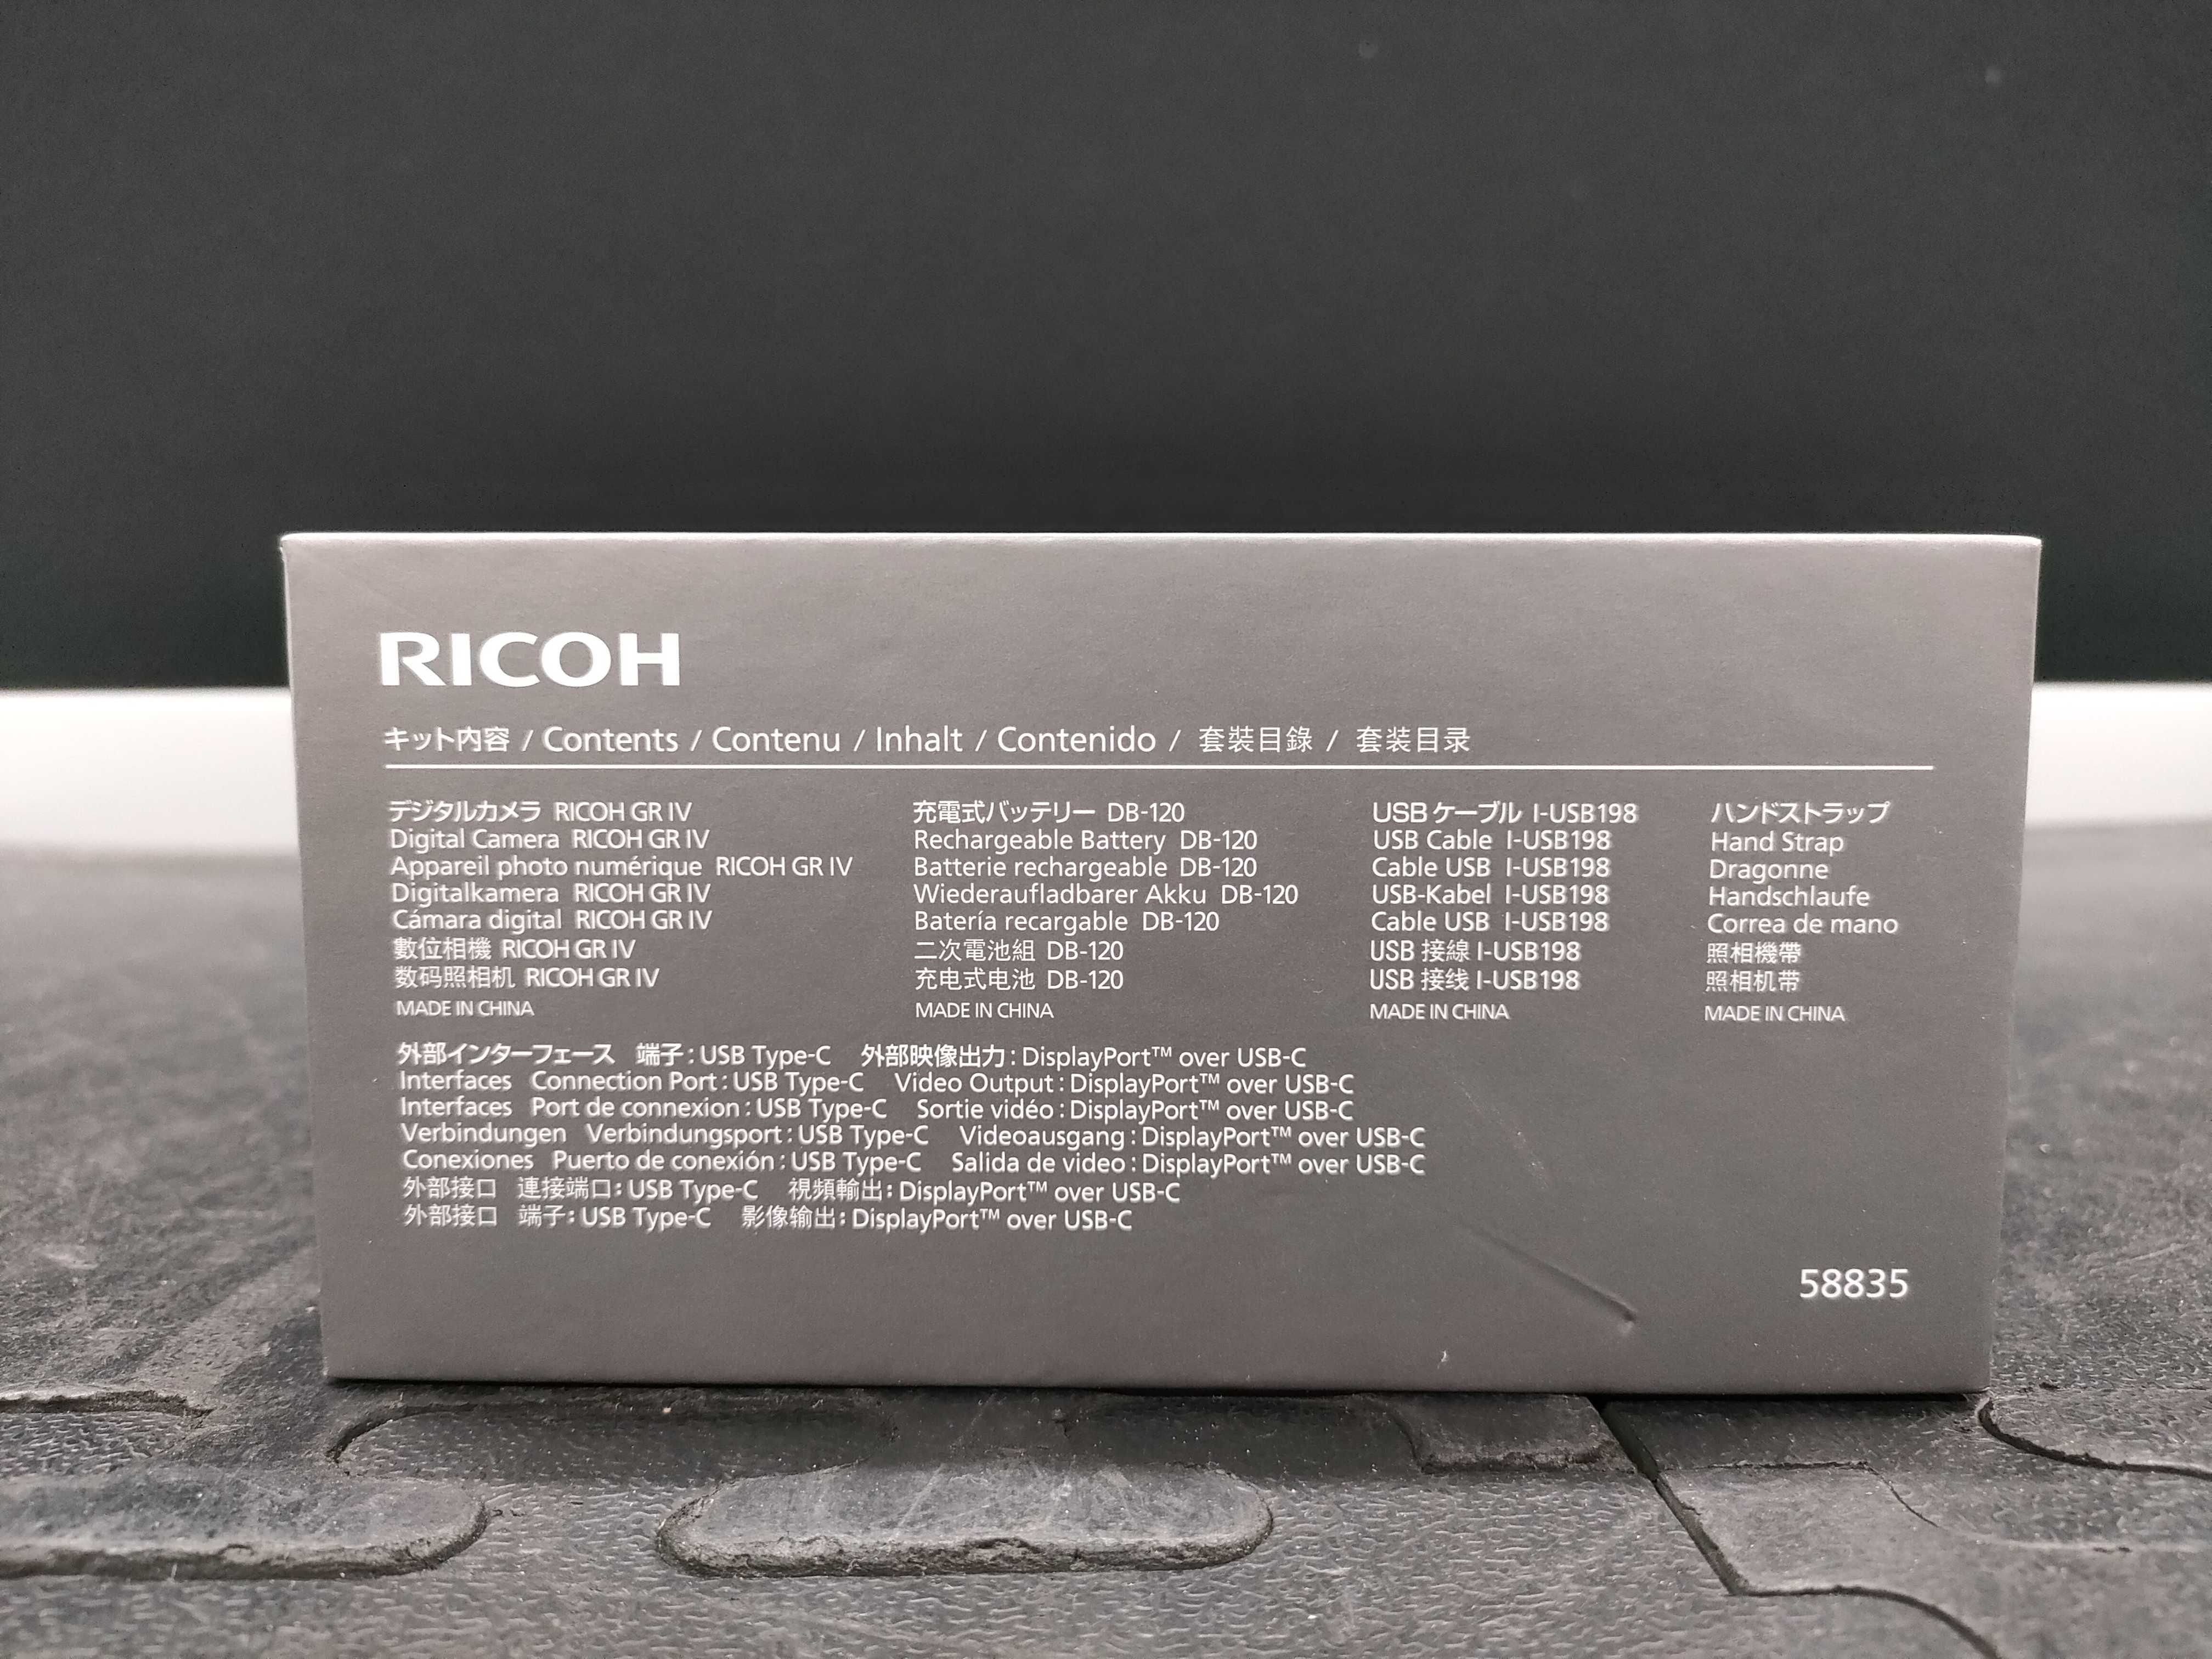 RICOH
キット内容 / Contents / Contenu / Inhalt / Contenido / 套裝目錄 / 套装目录
デジタルカメラ RICOH GR IV
Digital Camera RICOH GR IV
Appareil photo numérique RICOH GR IV
Digitalkamera RICOH GR IV
Cámara digital RICOH GR IV
數位相機 RICOH GR IV
数码照相机 RICOH GR IV
MADE IN CHINA
充電式バッテリー DB-120
Rechargeable Battery DB-120
Batterie rechargeable DB-120
Wiederaufladbarer Akku DB-120
Batería recargable DB-120
二次電池組 DB-120
充电式电池 DB-120
MADE IN CHINA
USBケーブル I-USB198
USB Cable I-USB198
Cable USB I-USB198
USB-Kabel I-USB198
Cable USB I-USB198
USB 接線 I-USB198
USB 接线 I-USB198
MADE IN CHINA
ハンドストラップ
Hand Strap
Dragonne
Handschlaufe
Correa de mano
照相機帶
照相机带
MADE IN CHINA
外部インターフェース 端子 : USB Type-C 外部映像出力 : DisplayPort™ over USB-C
Interfaces Connection Port : USB Type-C Video Output : DisplayPort™ over USB-C
Interfaces Port de connexion : USB Type-C Sortie vidéo : DisplayPort™ over USB-C
Verbindungen Verbindungsport : USB Type-C Videoausgang : DisplayPort™ over USB-C
Conexiones Puerto de conexión : USB Type-C Salida de video : DisplayPort™ over USB-C
外部接口 連接端口: USB Type-C 視頻輸出: DisplayPort™ over USB-C
外部接口 端子: USB Type-C 影像输出: DisplayPort™ over USB-C
58835